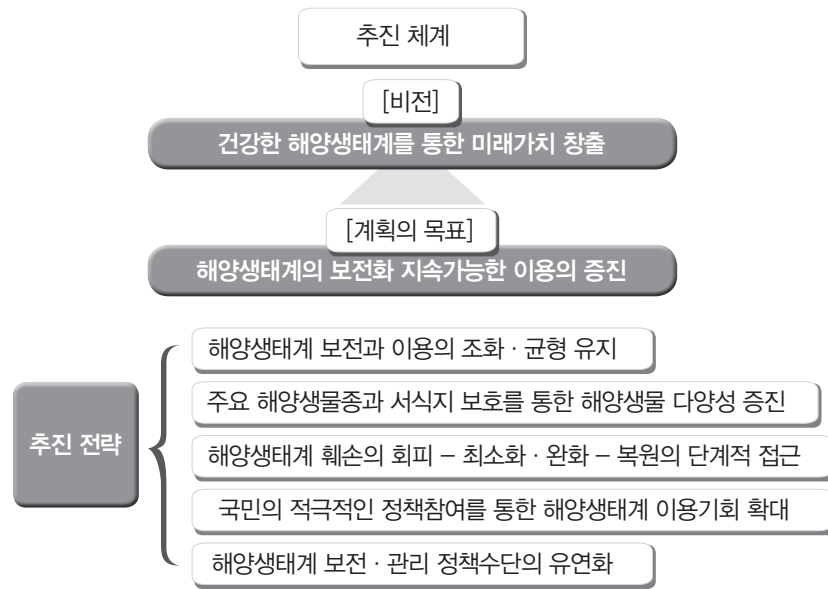 추진 체계
[비전]
건강한 해양생태계를 통한 미래가치 창출
[계획의 목표]
해양생태계의 보전화 지속가능한 이용의 증진
추진 전략
해양생태계 보전과 이용의 조화 · 균형 유지
주요 해양생물종과 서식지 보호를 통한 해양생물 다양성 증진
해양생태계 훼손의 회피 – 최소화 · 완화 – 복원의 단계적 접근
국민의 적극적인 정책참여를 통한 해양생태계 이용기회 확대
해양생태계 보전 · 관리 정책수단의 유연화